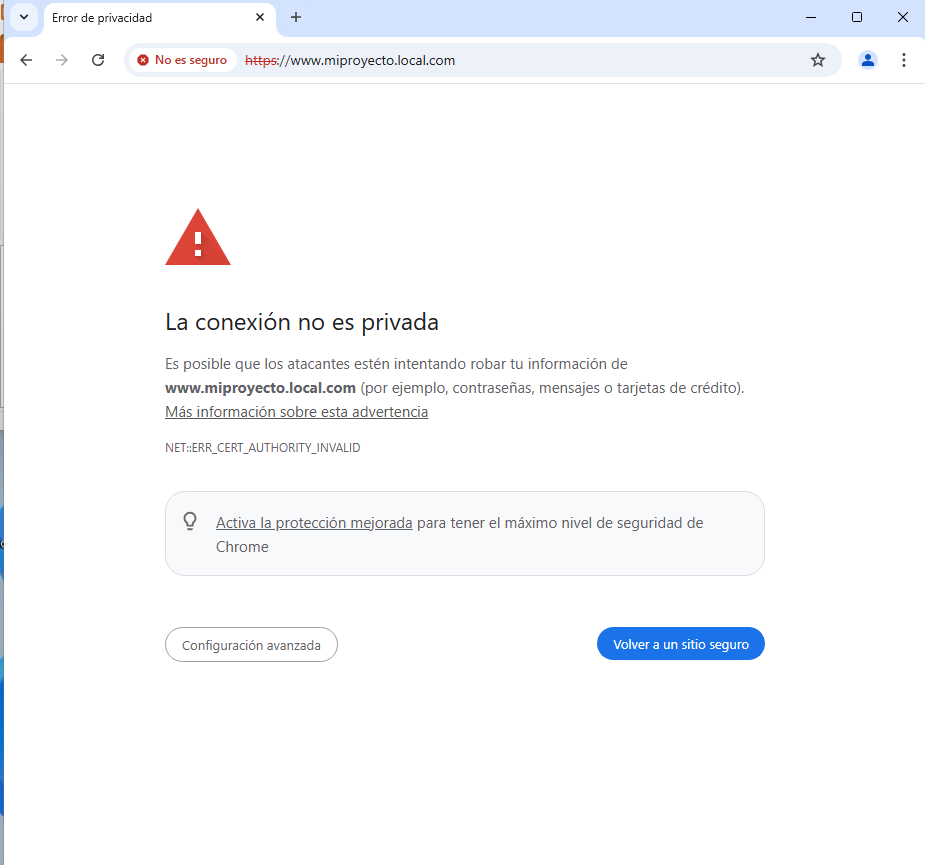 Error de privacidad
No es seguro https://www.miproyecto.local.com
La conexión no es privada
Es posible que los atacantes estén intentando robar tu información de
www.miproyecto.local.com (por ejemplo, contraseñas, mensajes o tarjetas de crédito).
Más información sobre esta advertencia
NET::ERR_CERT_AUTHORITY_INVALID
Activa la protección mejorada para tener el máximo nivel de seguridad de
Chrome
Configuración avanzada
Volver a un sitio seguro